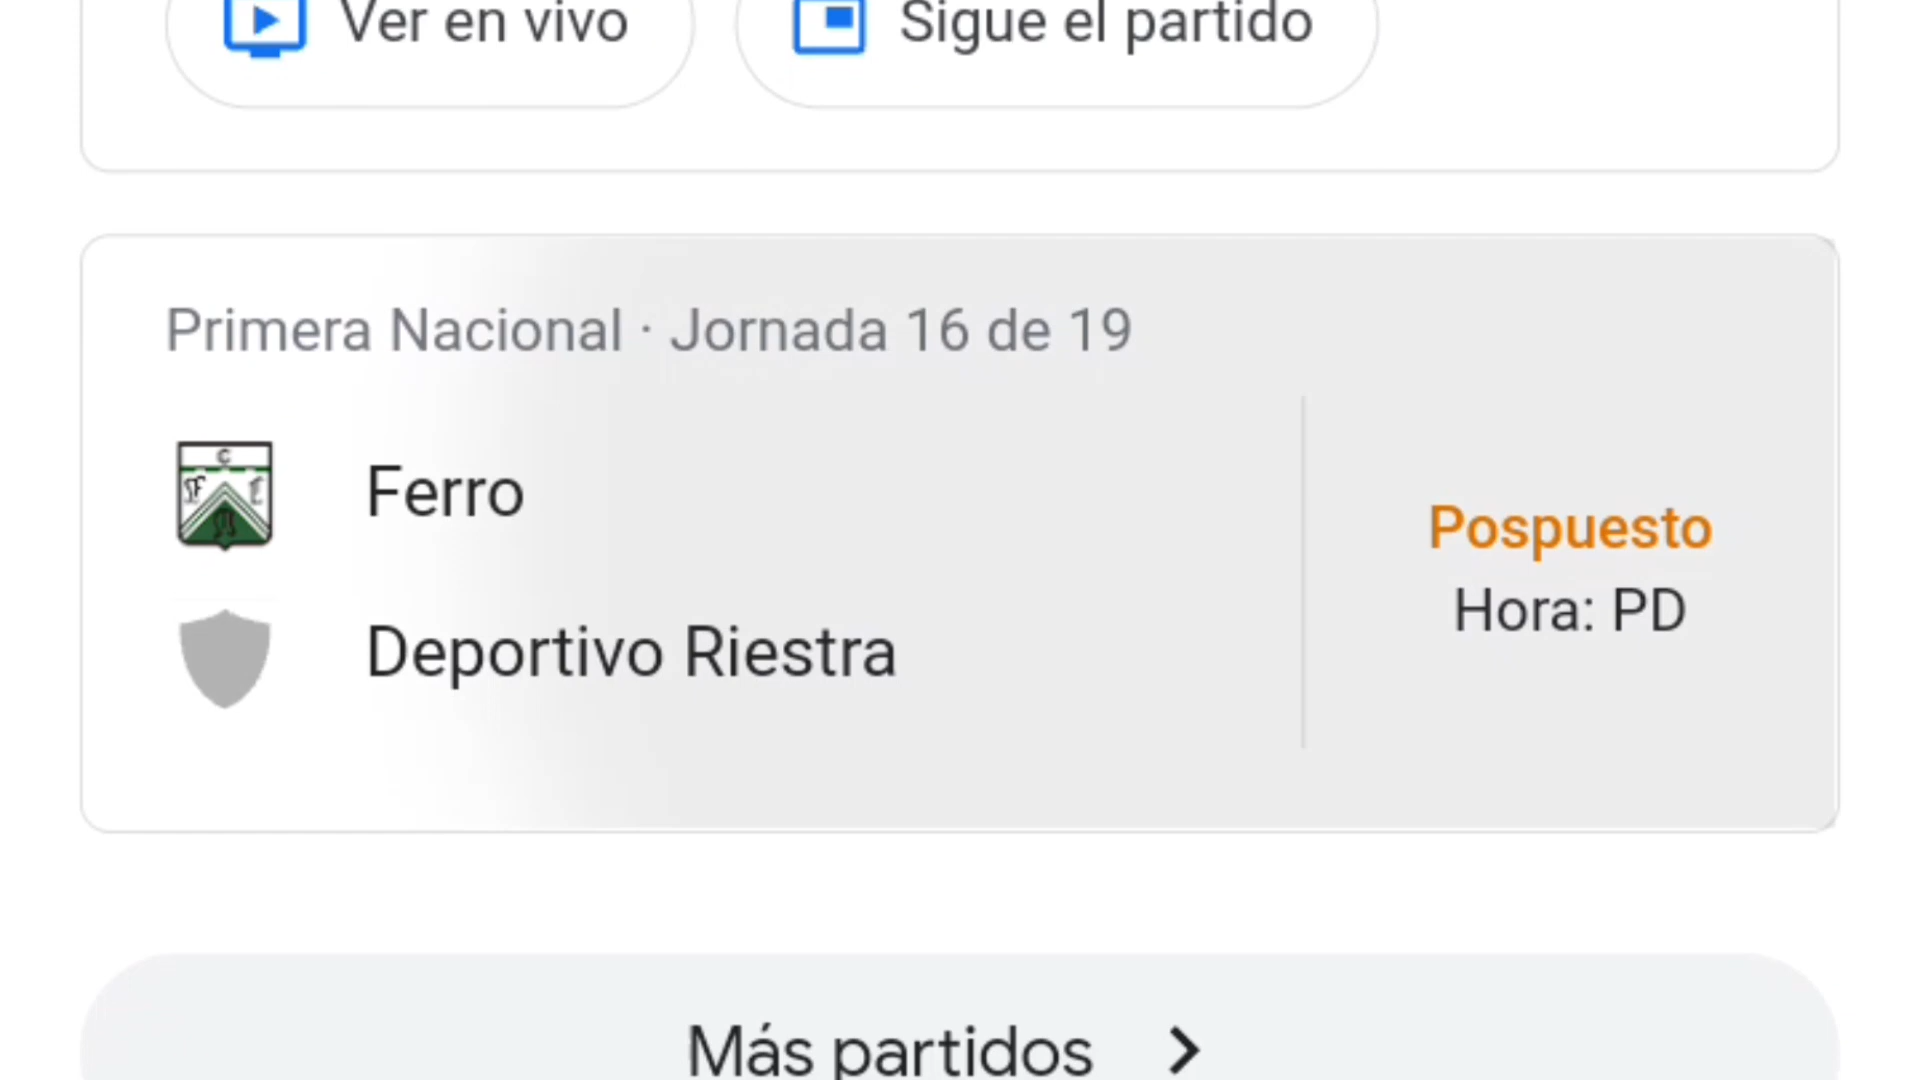 Ver en vivo
Sigue el partido
Primera Nacional · Jornada 16 de 19
Ferro
Deportivo Riestra
Pospuesto
Hora: PD
Más partidos